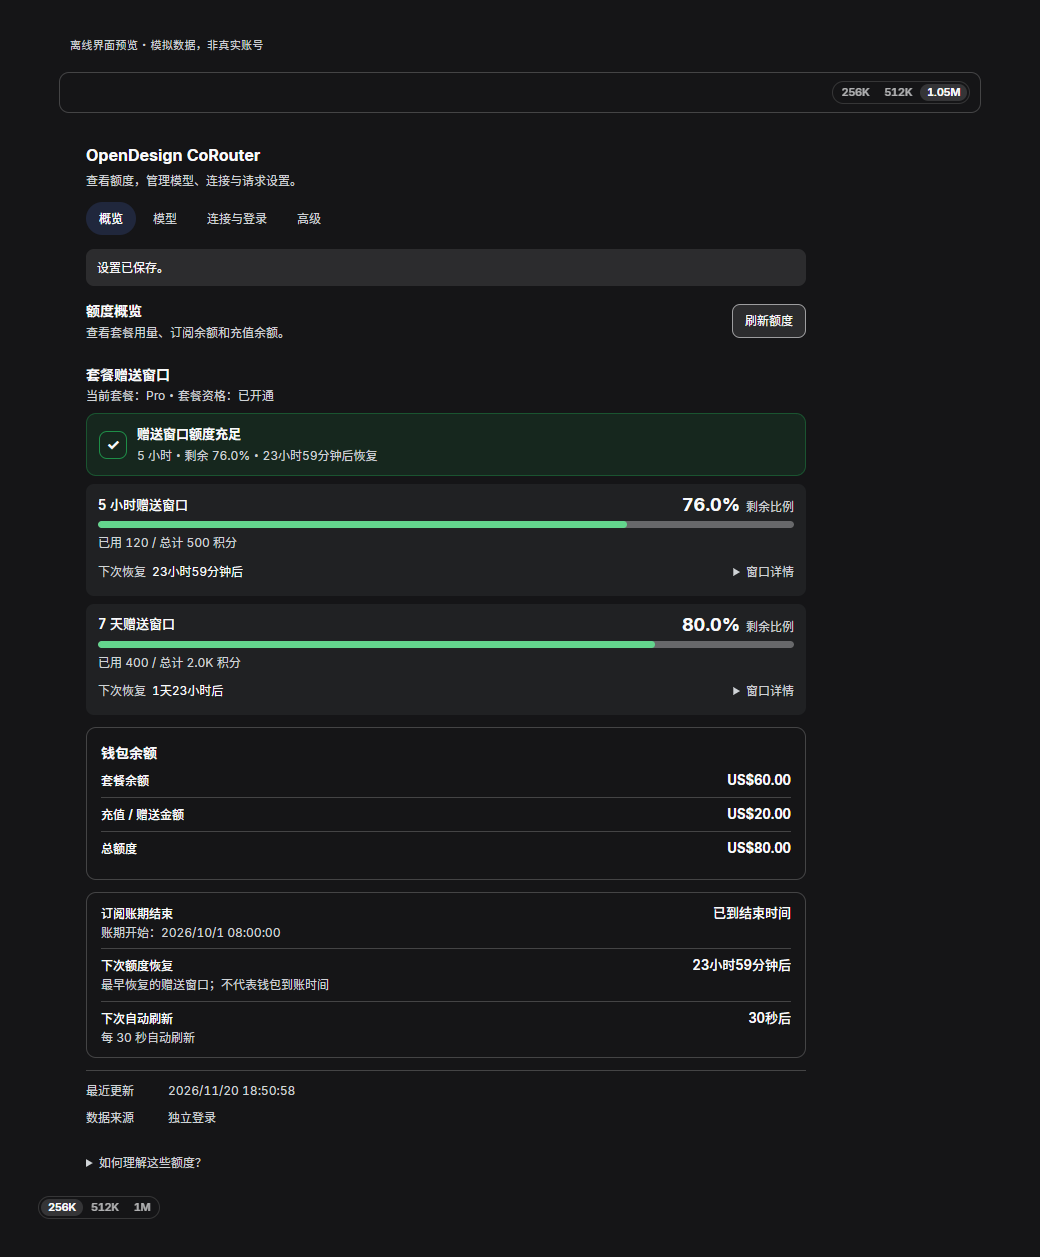 离线界面预览 · 模拟数据，非真实账号
256K 512K 1.05M
OpenDesign CoRouter
查看额度，管理模型、连接与请求设置。
概览 模型 连接与登录 高级
设置已保存。
额度概览
查看套餐用量、订阅余额和充值余额。
刷新额度
套餐赠送窗口
当前套餐：Pro · 套餐资格：已开通
赠送窗口额度充足
5 小时 · 剩余 76.0% · 23小时59分钟后恢复
5 小时赠送窗口 76.0% 剩余比例
已用 120 / 总计 500 积分
下次恢复 23小时59分钟后 ▶ 窗口详情
7 天赠送窗口 80.0% 剩余比例
已用 400 / 总计 2.0K 积分
下次恢复 1天23小时后 ▶ 窗口详情
钱包余额
套餐余额 US$60.00
充值 / 赠送金额 US$20.00
总额度 US$80.00
订阅账期结束 已到结束时间
账期开始：2026/10/1 08:00:00
下次额度恢复 23小时59分钟后
最早恢复的赠送窗口；不代表钱包到账时间
下次自动刷新 30秒后
每 30 秒自动刷新
最近更新 2026/11/20 18:50:58
数据来源 独立登录
▶ 如何理解这些额度？
256K 512K 1M